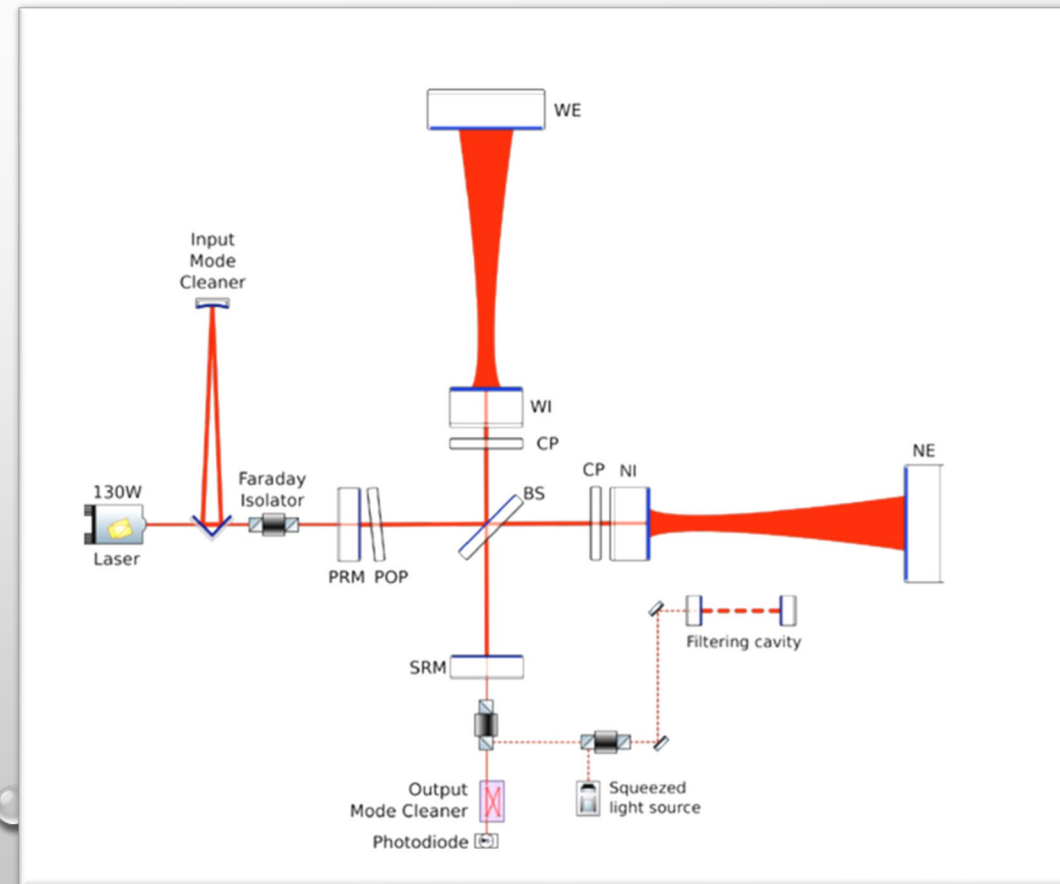 WE
Input
Mode
Cleaner
WI
CP
NE
CP NI
Faraday
Isolator
130W
BS
Laser
PRM POP
Filtering cavity
SRM
Output
Mode Cleaner
Squeezed
light source
Photodiode